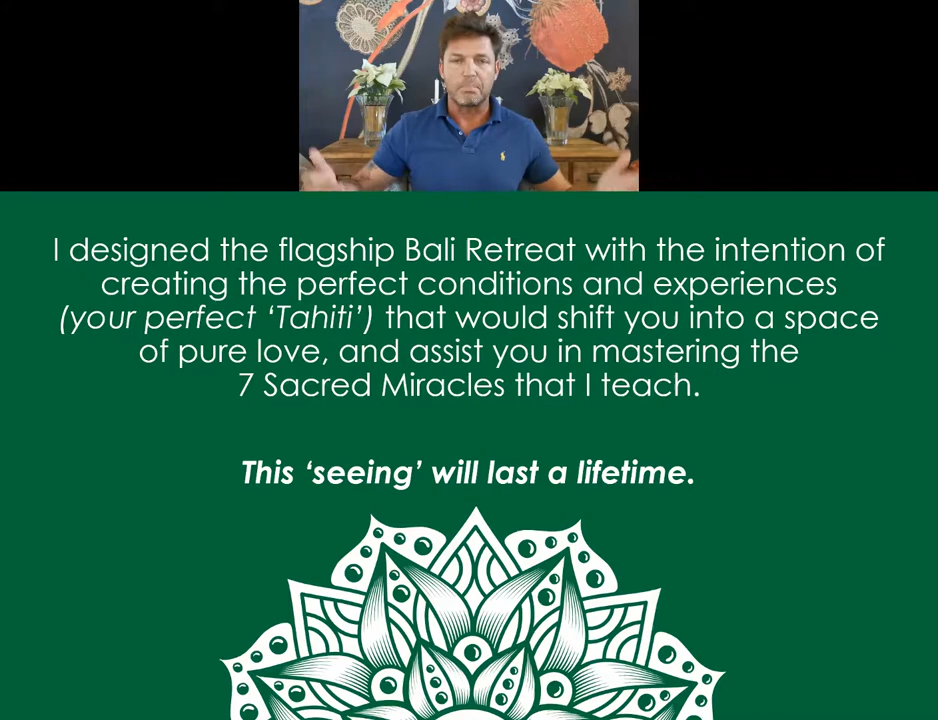 I designed the flagship Bali Retreat with the intention of
creating the perfect conditions and experiences
(your perfect ‘Tahiti’) that would shift you into a space
of pure love, and assist you in mastering the
7 Sacred Miracles that I teach.
This ‘seeing’ will last a lifetime.